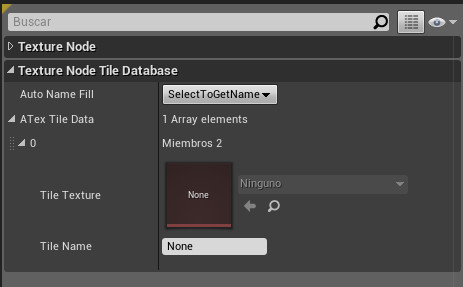 Buscar
Texture Node
Texture Node Tile Database
Auto Name Fill SelectToGetName
ATex Tile Data 1 Array elements
0 Miembros 2
Tile Texture None Ninguno
Tile Name None